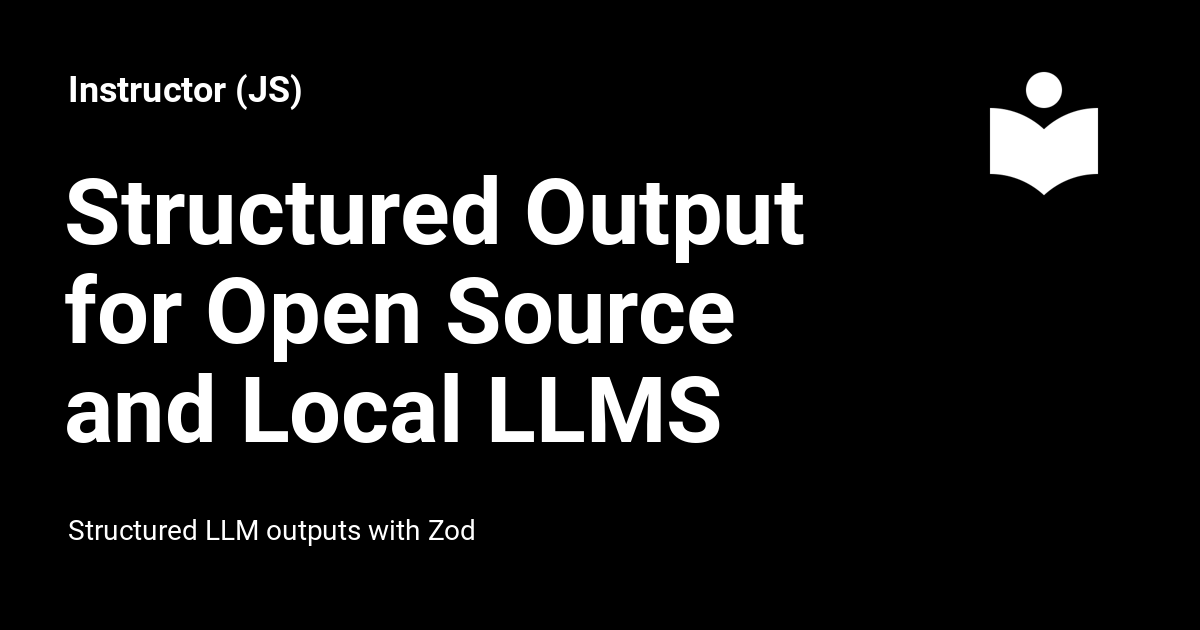 Instructor (JS)
Structured Output
for Open Source
and Local LLMS
Structured LLM outputs with Zod